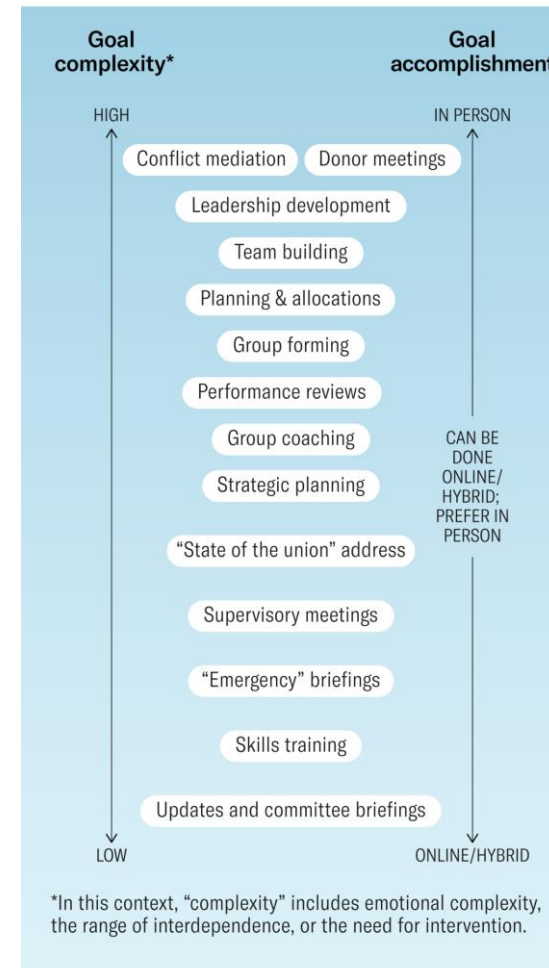 Goal complexity*
Goal accomplishment
HIGH
IN PERSON
Conflict mediation
Donor meetings
Leadership development
Team building
Planning & allocations
Group forming
Performance reviews
Group coaching
Strategic planning
CAN BE
DONE
ONLINE/
HYBRID;
PREFER IN
PERSON
“State of the union” address
Supervisory meetings
“Emergency” briefings
Skills training
Updates and committee briefings
LOW
ONLINE/HYBRID
*In this context, “complexity” includes emotional complexity,
the range of interdependence, or the need for intervention.